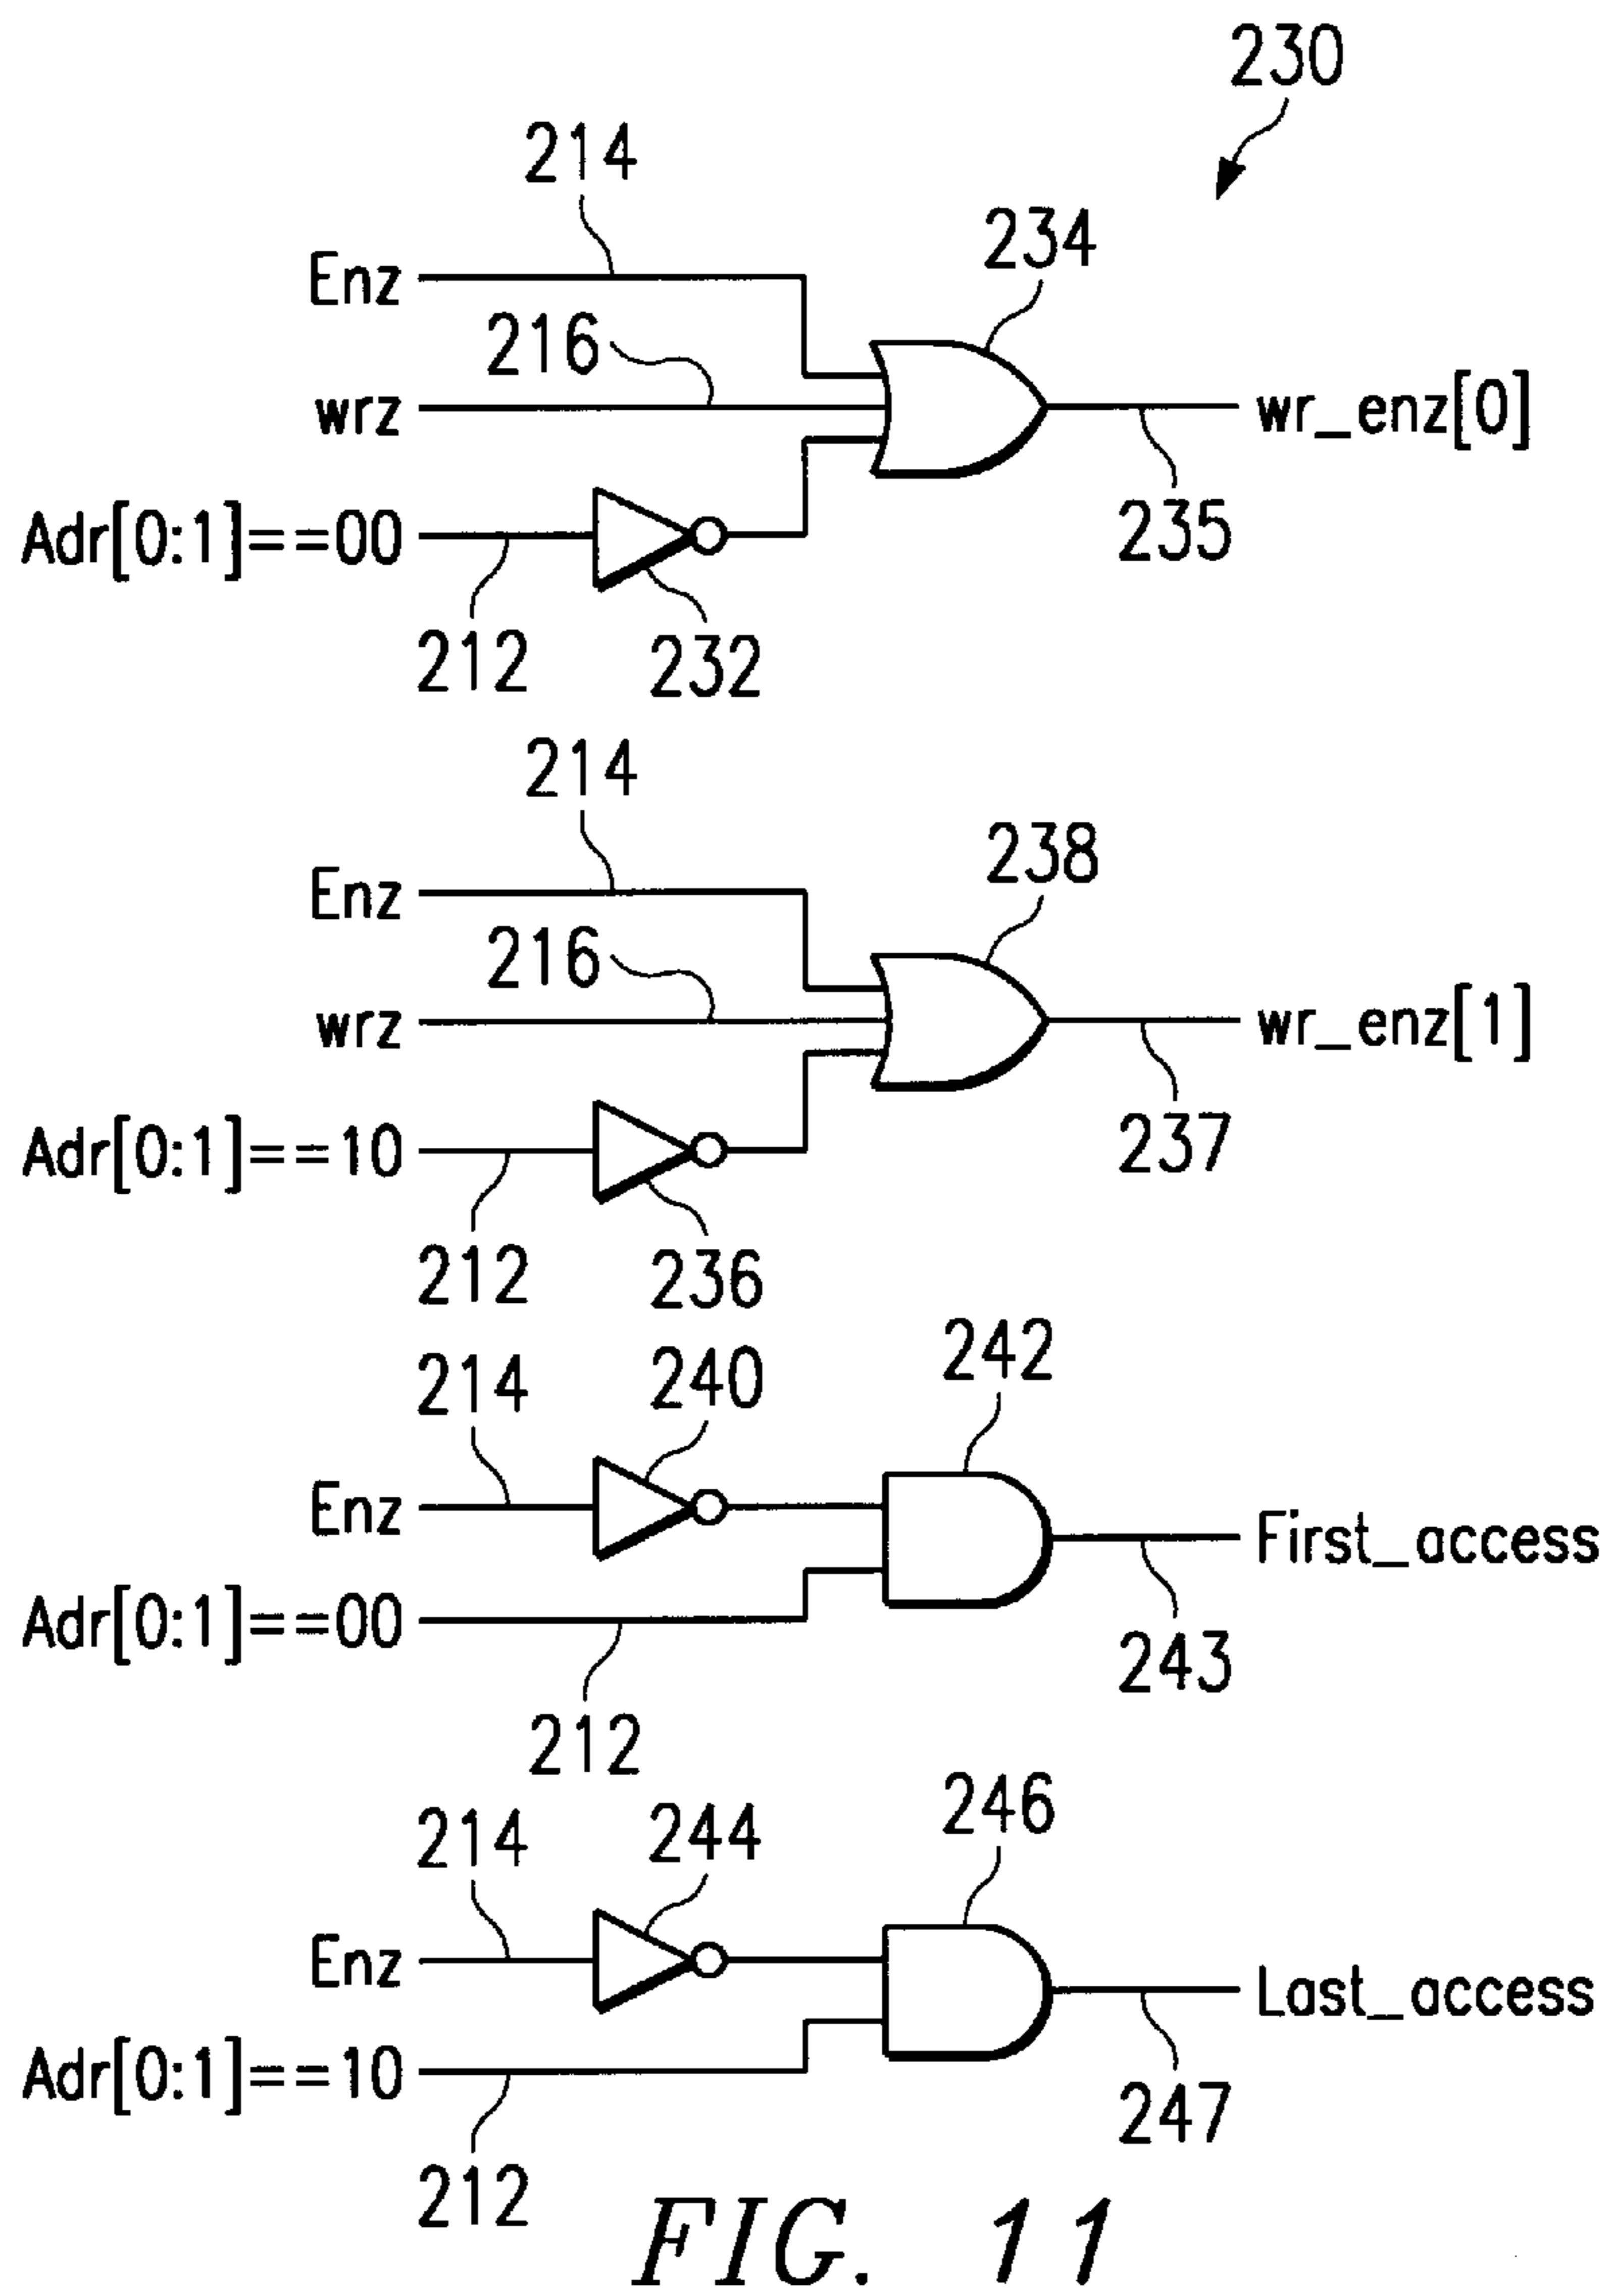 230
214
234
Enz
216
wrz
wr_enz[0]
Adr[0:1]==00
235
212
232
214
238
Enz
216
wrz
wr_enz[1]
Adr[0:1]==10
237
212
236
242
214
240
Enz
First_access
Adr[0:1]==00
243
212
246
214
244
Enz
Last_access
Adr[0:1]==10
247
212
FIG. 11